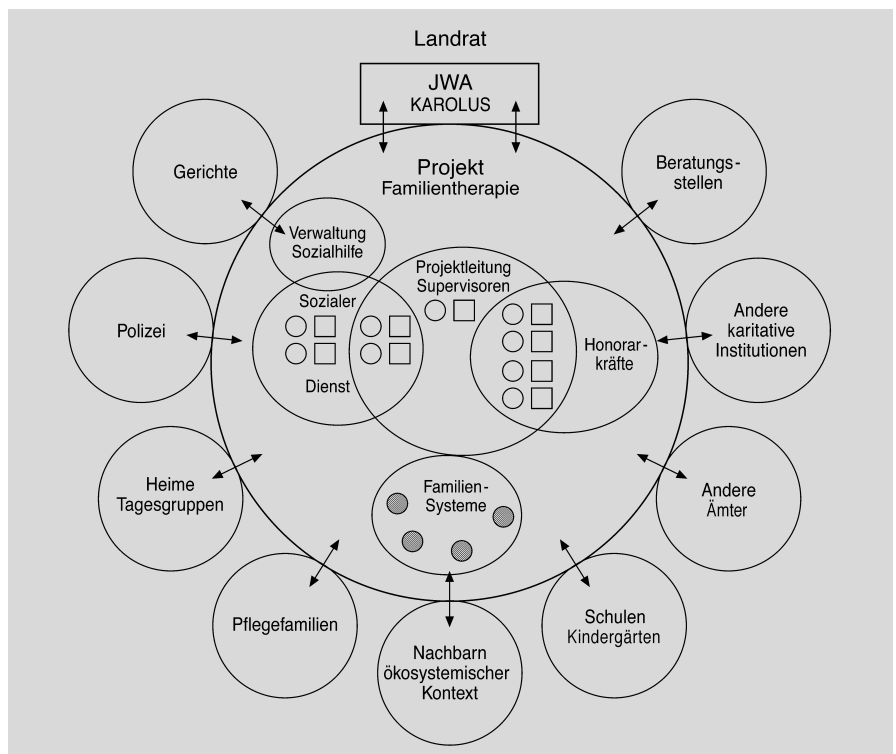 Landrat
JWA
KAROLUS
Projekt
Familientherapie
Gerichte
Beratungs-
stellen
Verwaltung
Sozialhilfe
Projektleitung
Supervisoren
Sozialer
Dienst
Honorar-
kräfte
Polizei
Andere
karitative
Institutionen
Heime
Tagesgruppen
Familien-
Systeme
Andere
Ämter
Pflegefamilien
Nachbarn
ökosystemischer
Kontext
Schulen
Kindergärten